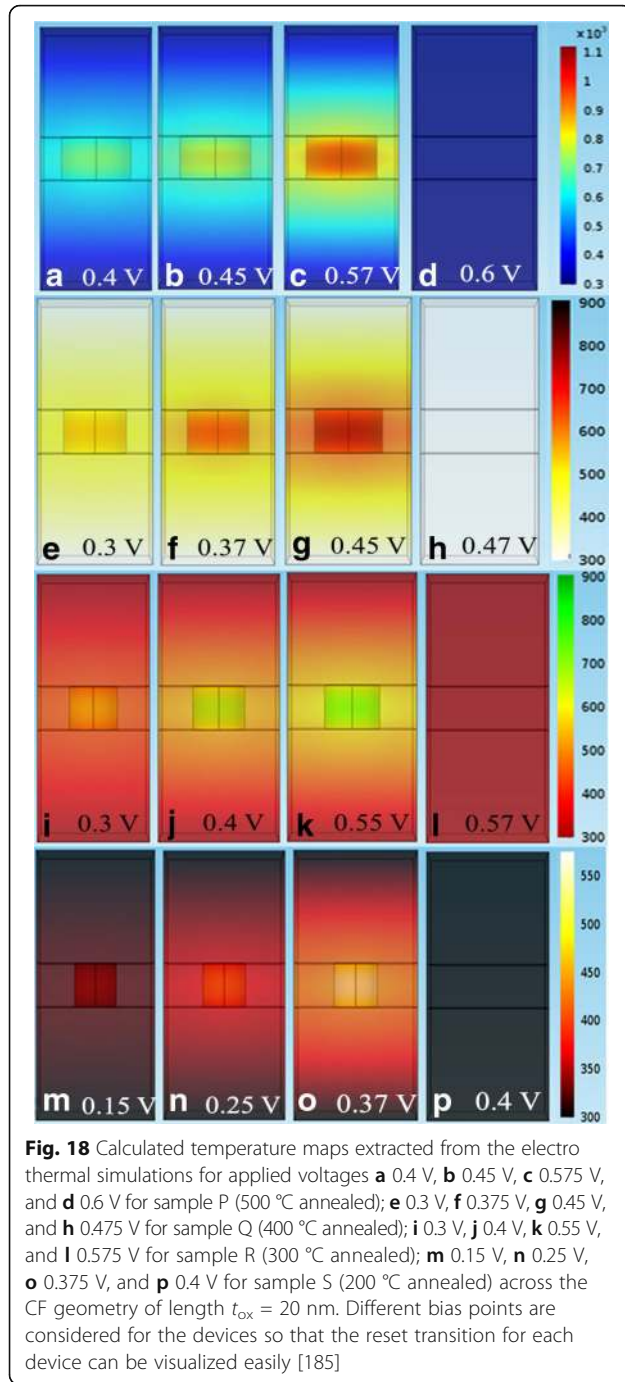 ×10³
1.1
1
0.9
0.8
0.7
0.6
0.5
0.4
0.3
a 0.4 V
b 0.45 V
c 0.57 V
d 0.6 V
900
800
700
600
500
400
300
e 0.3 V
f 0.37 V
g 0.45 V
h 0.47 V
900
800
700
600
500
400
300
i 0.3 V
j 0.4 V
k 0.55 V
l 0.57 V
550
500
450
400
350
300
m 0.15 V
n 0.25 V
o 0.37 V
p 0.4 V
Fig. 18 Calculated temperature maps extracted from the electro
thermal simulations for applied voltages a 0.4 V, b 0.45 V, c 0.575 V,
and d 0.6 V for sample P (500 °C annealed); e 0.3 V, f 0.375 V, g 0.45 V,
and h 0.475 V for sample Q (400 °C annealed); i 0.3 V, j 0.4 V, k 0.55 V,
and l 0.575 V for sample R (300 °C annealed); m 0.15 V, n 0.25 V,
o 0.375 V, and p 0.4 V for sample S (200 °C annealed) across the
CF geometry of length tox = 20 nm. Different bias points are
considered for the devices so that the reset transition for each
device can be visualized easily [185]